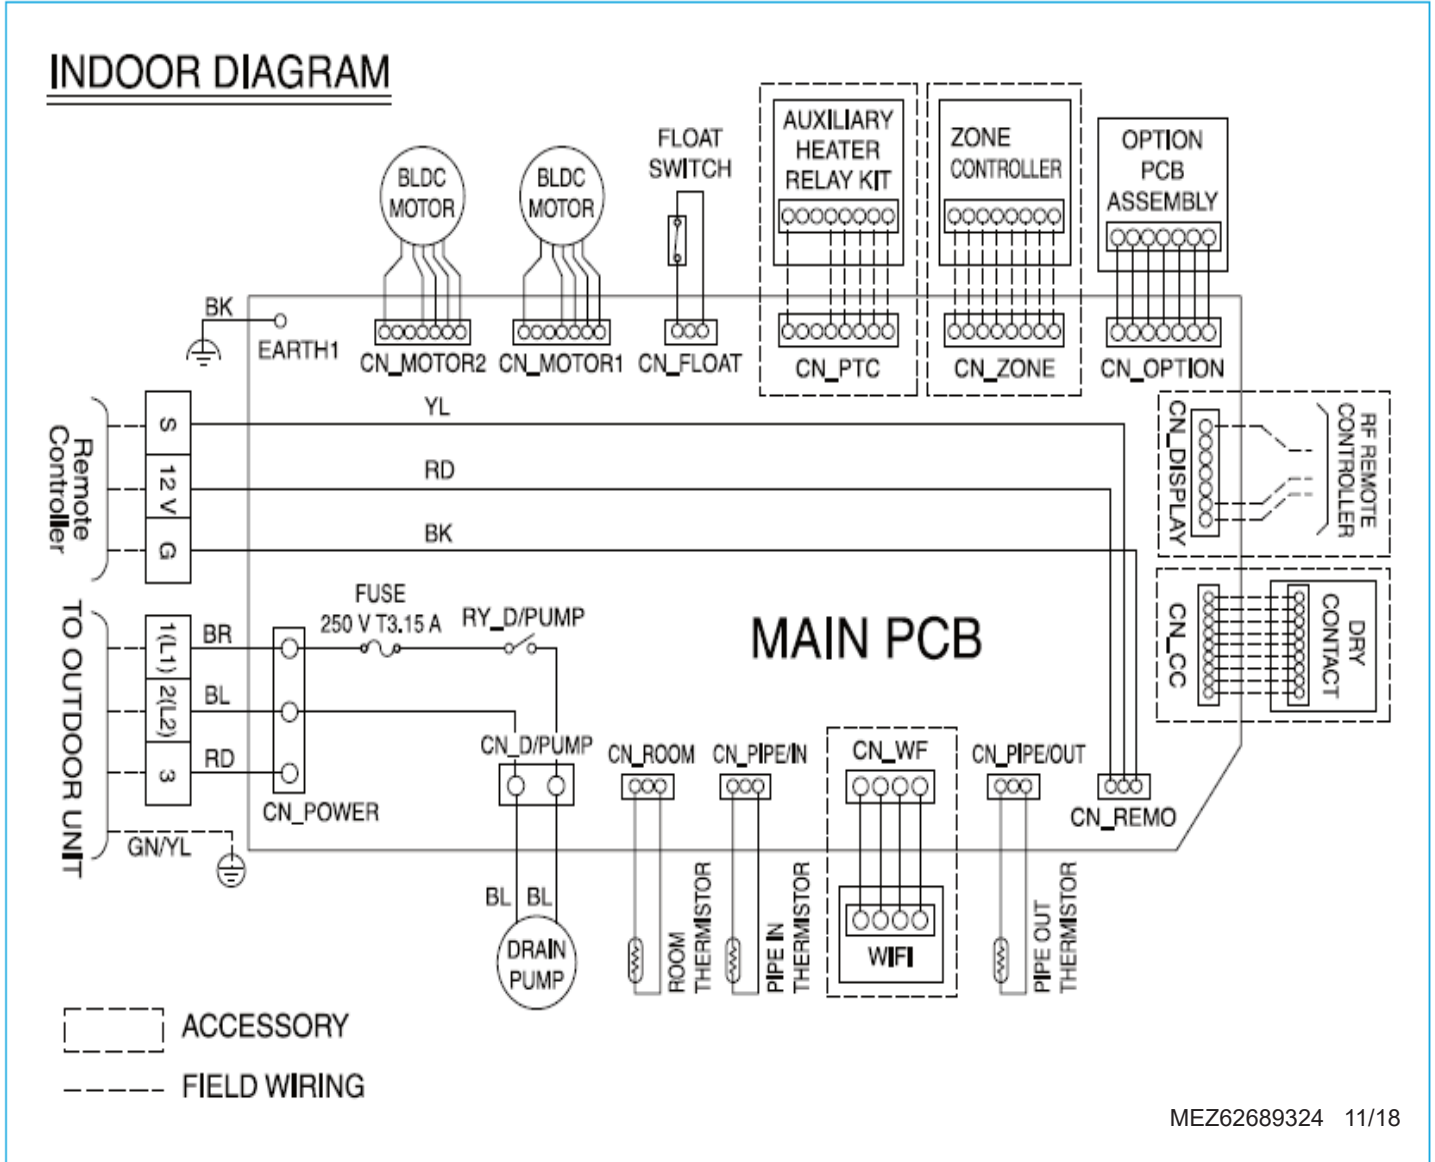 INDOOR DIAGRAM
BLDC
MOTOR
BLDC
MOTOR
FLOAT
SWITCH
AUXILIARY
HEATER
RELAY KIT
ZONE
CONTROLLER
OPTION
PCB
ASSEMBLY
BK
EARTH1
CN_MOTOR2
CN_MOTOR1
CN_FLOAT
CN_PTC
CN_ZONE
CN_OPTION
Remote
Controller
S
12 V
G
YL
RD
BK
CN_DISPLAY
RF REMOTE
CONTROLLER
CN_CC
DRY
CONTACT
TO OUTDOOR UNIT
1(L1)
2(L2)
3
BR
BL
RD
GN/YL
FUSE
250 V T3.15 A
RY_D/PUMP
MAIN PCB
CN_POWER
CN_D/PUMP
CN_ROOM
CN_PIPE/IN
CN_WF
CN_PIPE/OUT
CN_REMO
BL
BL
DRAIN
PUMP
ROOM
THERMISTOR
PIPE IN
THERMISTOR
WIFI
PIPE OUT
THERMISTOR
ACCESSORY
FIELD WIRING
MEZ62689324 11/18